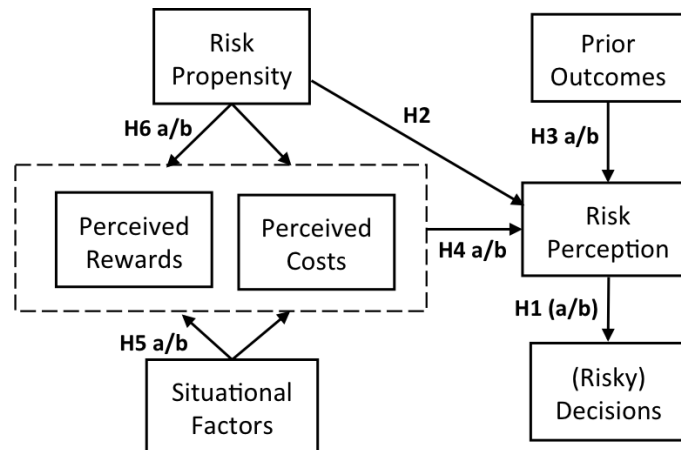 Risk
Propensity
Prior
Outcomes
H6 a/b
H2
H3 a/b
Perceived
Rewards
Perceived
Costs
H4 a/b
Risk
Perception
H5 a/b
H1 (a/b)
Situational
Factors
(Risky)
Decisions